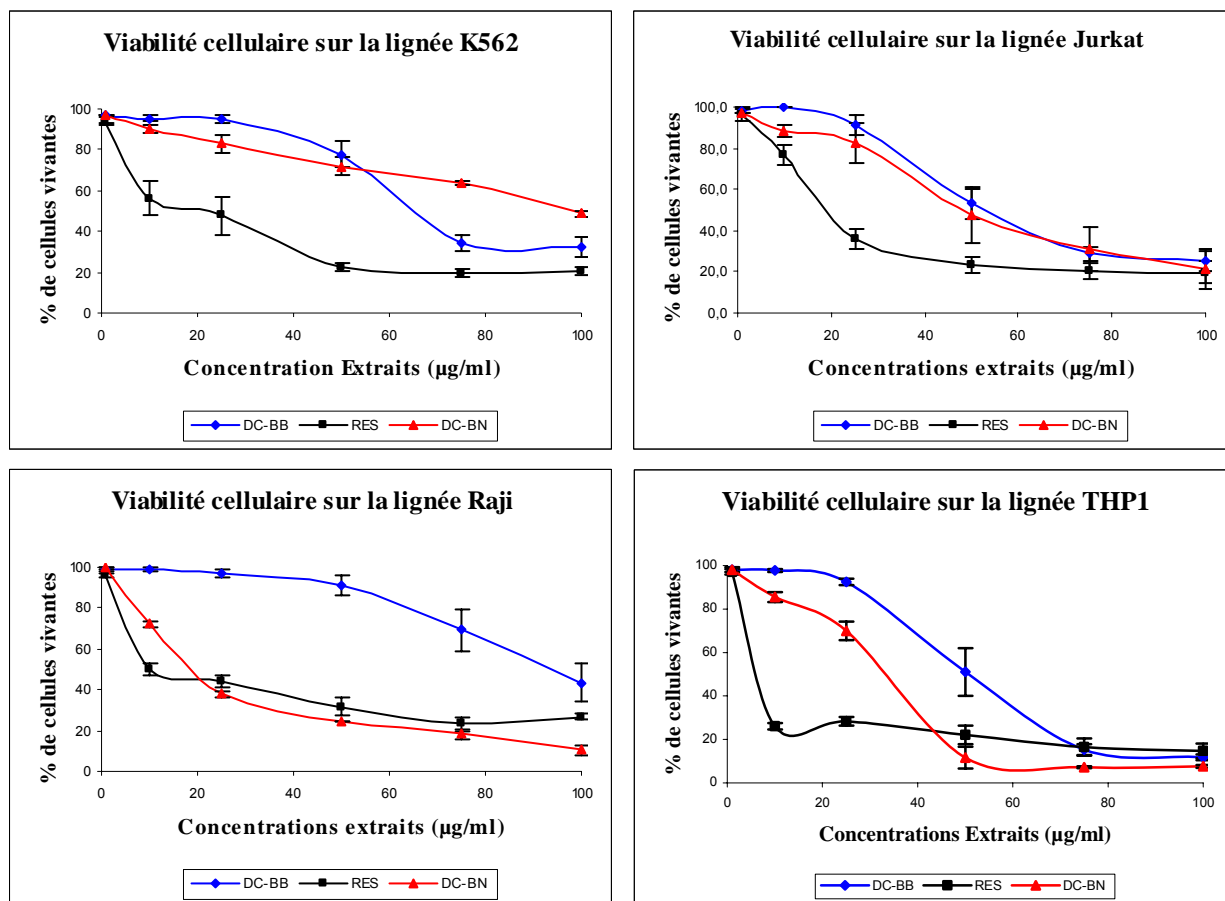 Viabilité cellulaire sur la lignée K562
% de cellules vivantes
100
80
60
40
20
0
0 20 40 60 80 100
Concentration Extraits (µg/ml)
DC-BB RES DC-BN
Viabilité cellulaire sur la lignée Jurkat
% de cellules vivantes
100,0
80,0
60,0
40,0
20,0
0,0
0 20 40 60 80 100
Concentrations extraits (µg/ml)
DC-BB RES DC-BN
Viabilité cellulaire sur la lignée Raji
% de cellules vivantes
100
80
60
40
20
0
0 20 40 60 80 100
Concentrations extraits (µg/ml)
DC-BB RES DC-BN
Viabilité cellulaire sur la lignée THP1
% de cellules vivantes
100
80
60
40
20
0
0 20 40 60 80 100
Concentrations Extraits (µg/ml)
DC-BB RES DC-BN